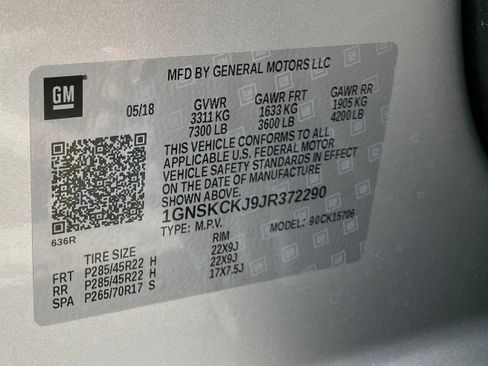 GM
MFD BY GENERAL MOTORS LLC
05/18 GVWR GAWR FRT GAWR RR
3311 KG 1633 KG 1905 KG
7300 LB 3600 LB 4200 LB
THIS VEHICLE CONFORMS TO ALL
APPLICABLE U.S. FEDERAL MOTOR
VEHICLE SAFETY STANDARDS IN EFFECT
ON THE DATE OF MANUFACTURE
SHOWN ABOVE.
1GNSKCKJ9JR372290
636R TYPE: M.P.V. MODEL: 90CK15706
TIRE SIZE RIM
FRT P285/45R22 H 22X9J
RR P285/45R22 H 22X9J
SPA P265/70R17 S 17X7.5J